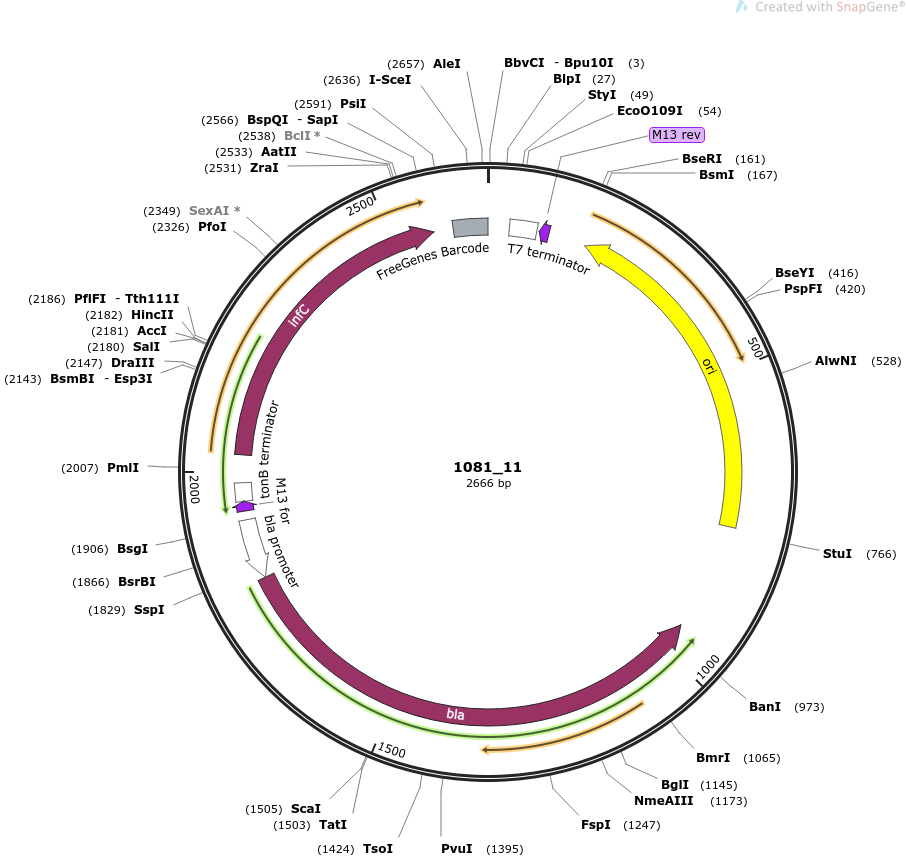 Created with SnapGene®
(2657) AleI
BbvCI - Bpu10I (3)
(2636) I-SceI
BlpI (27)
(2591) PsiI
StyI (49)
(2566) BspQI - SapI
EcoO109I (54)
(2538) BclI *
M13 rev
(2533) AatII
BseRI (161)
(2531) ZraI
BsmI (167)
2500
(2349) SexAI *
(2326) PfoI
FreeGenes Barcode
T7 terminator
BseYI (416)
PspFI (420)
(2186) PflFI - Tth111I
(2182) HincII
infC
(2181) AccI
(2180) SalI
500
(2147) DraIII
AlwNI (528)
ori
(2143) BsmBI - Esp3I
tonB terminator
(2007) PmlI
1081_11
2666 bp
2000
M13 for
bla promoter
(1906) BsgI
StuI (766)
(1866) BsrBI
(1829) SspI
1000
BanI (973)
bla
1500
BmrI (1065)
BglI (1145)
NmeAIII (1173)
(1505) ScaI
(1503) TatI
FspI (1247)
(1424) TsoI
PvuI (1395)